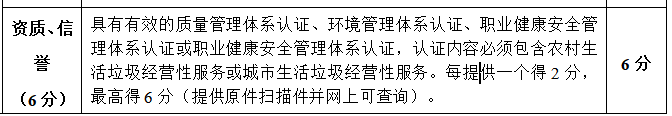 资质、信
誉
（6 分）
具有有效的质量管理体系认证、环境管理体系认证、职业健康安全管
理体系认证或职业健康安全管理体系认证，认证内容必须包含农村生
活垃圾经营性服务或城市生活垃圾经营性服务。每提供一个得 2 分，
最高得 6 分（提供原件扫描件并网上可查询）。
6 分